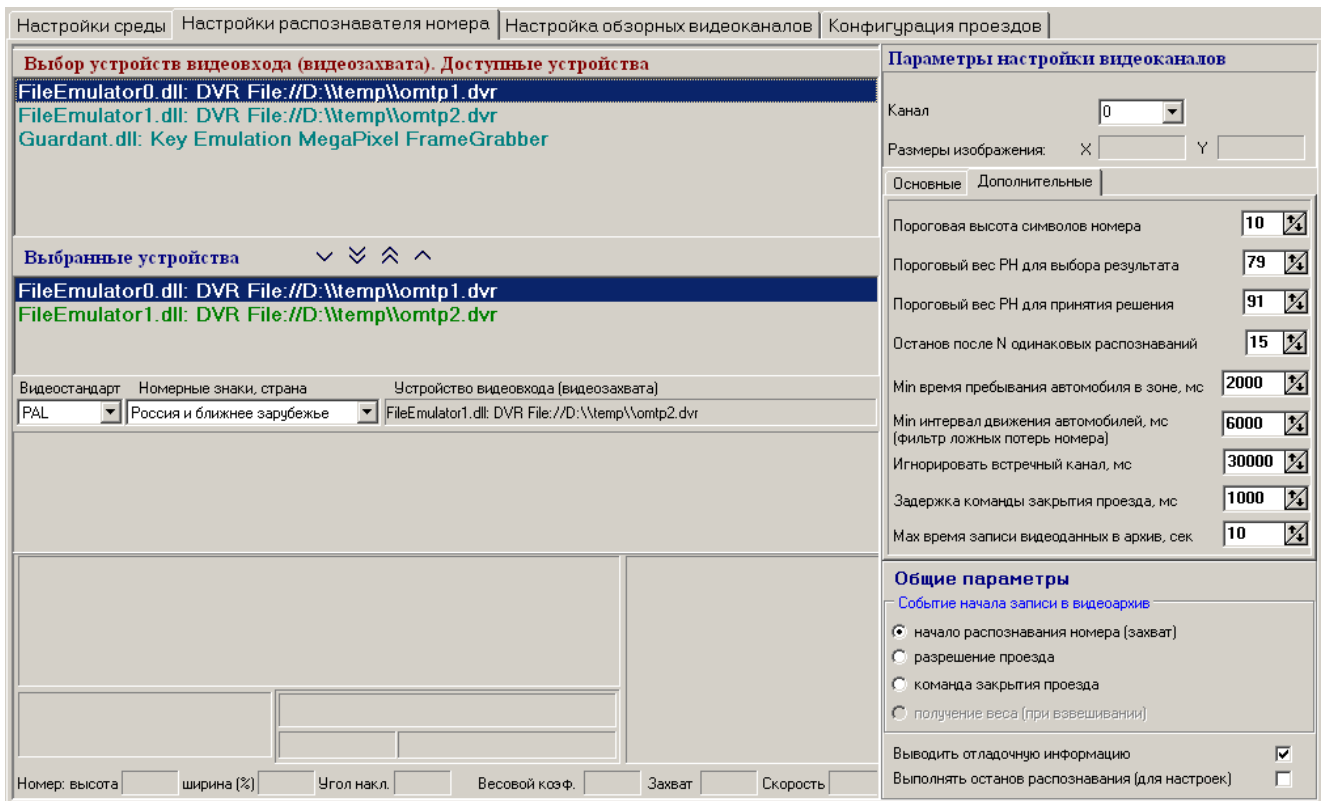 Настройки среды Настройки распознавателя номера Настройка обзорных видеоканалов Конфигурация проездов
Выбор устройств видеовхода (видеозахвата). Доступные устройства
FileEmulator0.dll: DVR File://D:\\temp\\omtp1.dvr
FileEmulator1.dll: DVR File://D:\\temp\\omtp2.dvr
Guardant.dll: Key Emulation MegaPixel FrameGrabber
Выбранные устройства
FileEmulator0.dll: DVR File://D:\\temp\\omtp1.dvr
FileEmulator1.dll: DVR File://D:\\temp\\omtp2.dvr
Видеостандарт Номерные знаки, страна Устройство видеовхода (видеозахвата)
PAL Россия и ближнее зарубежье FileEmulator1.dll: DVR File://D:\\temp\\omtp2.dvr
Номер: высота ширина (%) Угол накл. Весовой коэф. Захват Скорость
Параметры настройки видеоканалов
Канал 0
Размеры изображения: X Y
Основные Дополнительные
Пороговая высота символов номера 10
Пороговый вес РН для выбора результата 79
Пороговый вес РН для принятия решения 91
Останов после N одинаковых распознаваний 15
Min время пребывания автомобиля в зоне, мс 2000
Min интервал движения автомобилей, мс 6000
(фильтр ложных потерь номера)
Игнорировать встречный канал, мс 30000
Задержка команды закрытия проезда, мс 1000
Max время записи видеоданных в архив, сек 10
Общие параметры
Событие начала записи в видеоархив
начало распознавания номера (захват)
разрешение проезда
команда закрытия проезда
получение веса (при взвешивании)
Выводить отладочную информацию
Выполнять останов распознавания (для настроек)